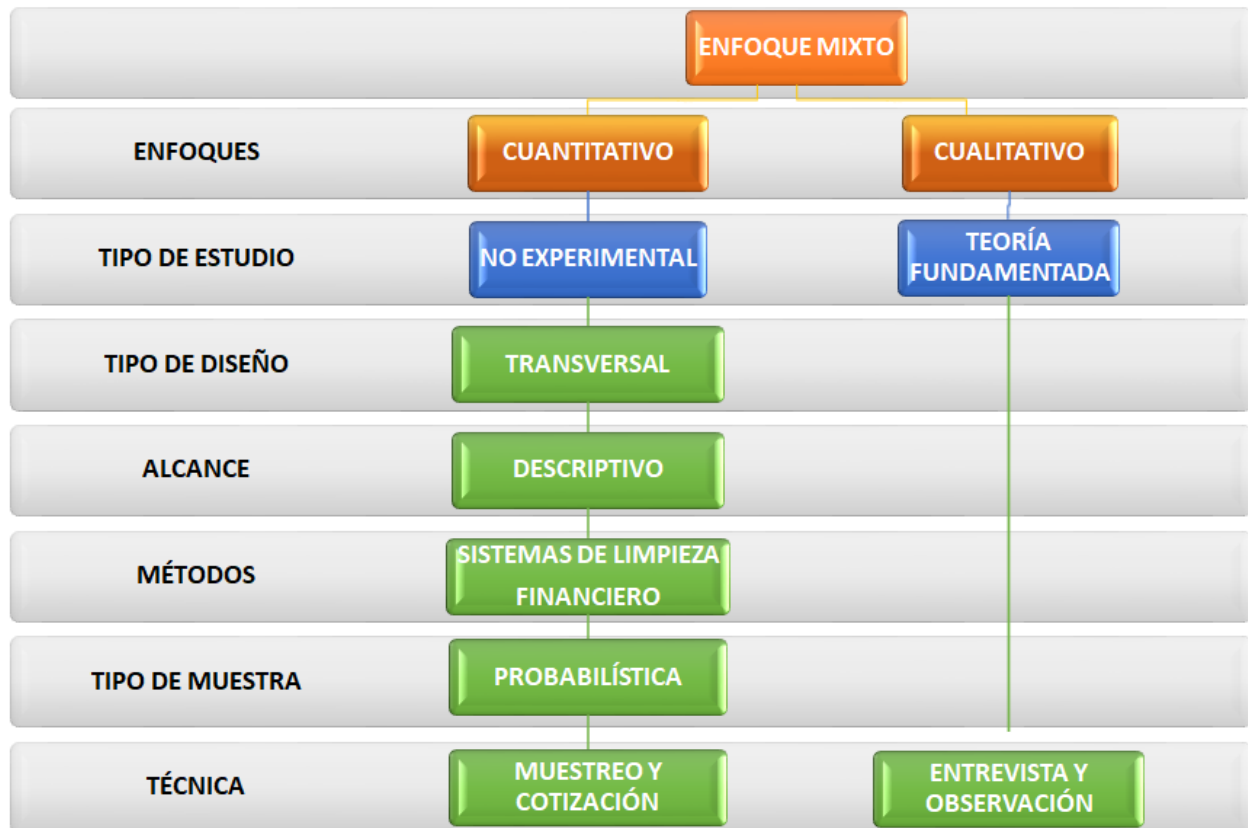 ENFOQUE MIXTO
ENFOQUES
CUANTITATIVO
CUALITATIVO
TIPO DE ESTUDIO
NO EXPERIMENTAL
TEORÍA
FUNDAMENTADA
TIPO DE DISEÑO
TRANSVERSAL
ALCANCE
DESCRIPTIVO
MÉTODOS
SISTEMAS DE LIMPIEZA
FINANCIERO
TIPO DE MUESTRA
PROBABILÍSTICA
TÉCNICA
MUESTREO Y
COTIZACIÓN
ENTREVISTA Y
OBSERVACIÓN